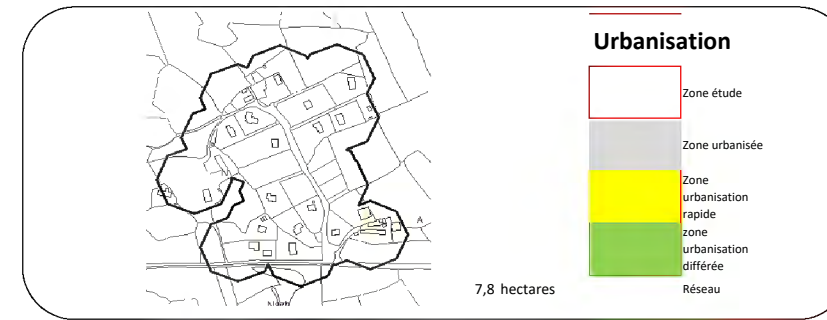 Urbanisation
Zone étude
Zone urbanisée
Zone
urbanisation
rapide
zone
urbanisation
différée
7,8 hectares
Réseau
A